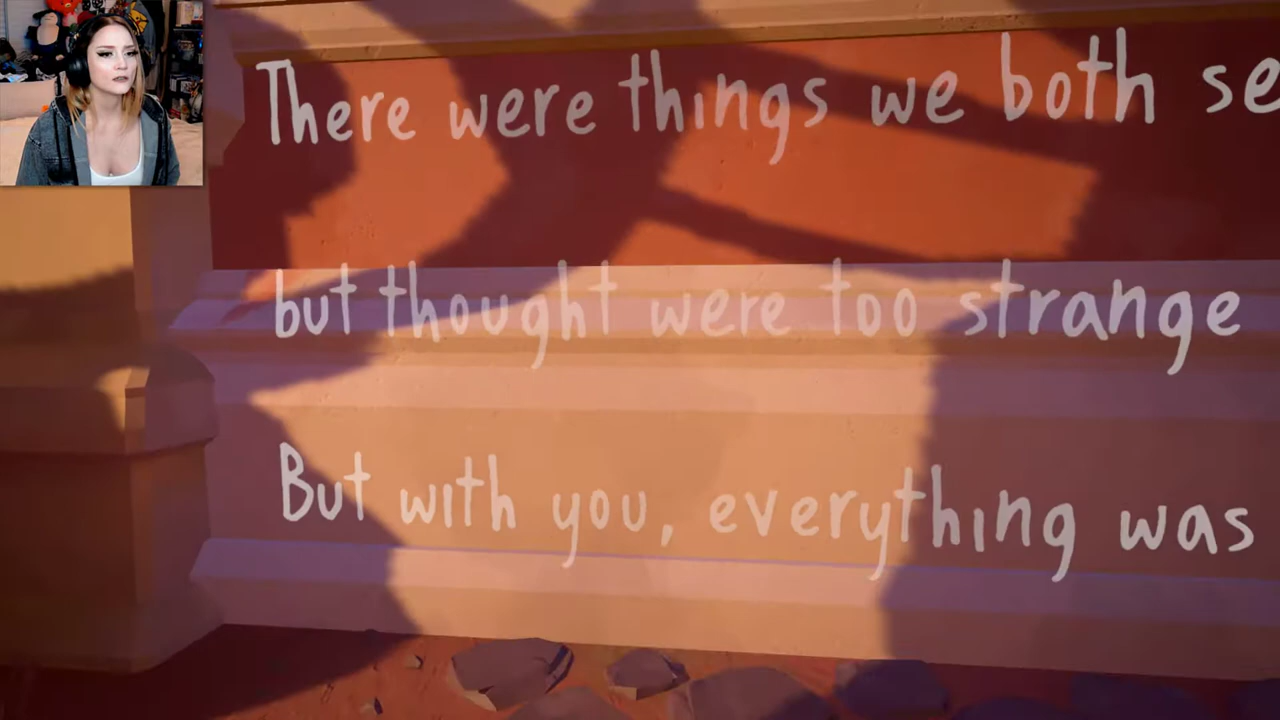 There were things we both se
but thought were too strange
But with you, everything was